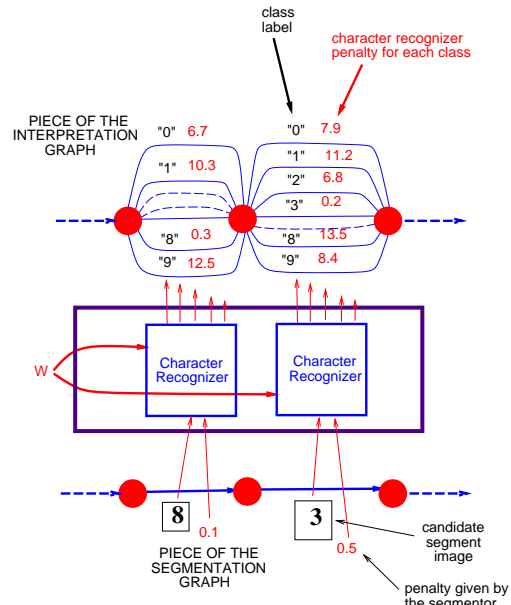 class
label
character recognizer
penalty for each class
PIECE OF THE
INTERPRETATION
GRAPH
"0" 6.7
"1" 10.3
"8" 0.3
"9" 12.5
"0" 7.9
"1" 11.2
"2" 6.8
"3" 0.2
"8" 13.5
"9" 8.4
W
Character
Recognizer
Character
Recognizer
8
0.1
3
0.5
PIECE OF THE
SEGMENTATION
GRAPH
candidate
segment
image
penalty given by
the segmentor